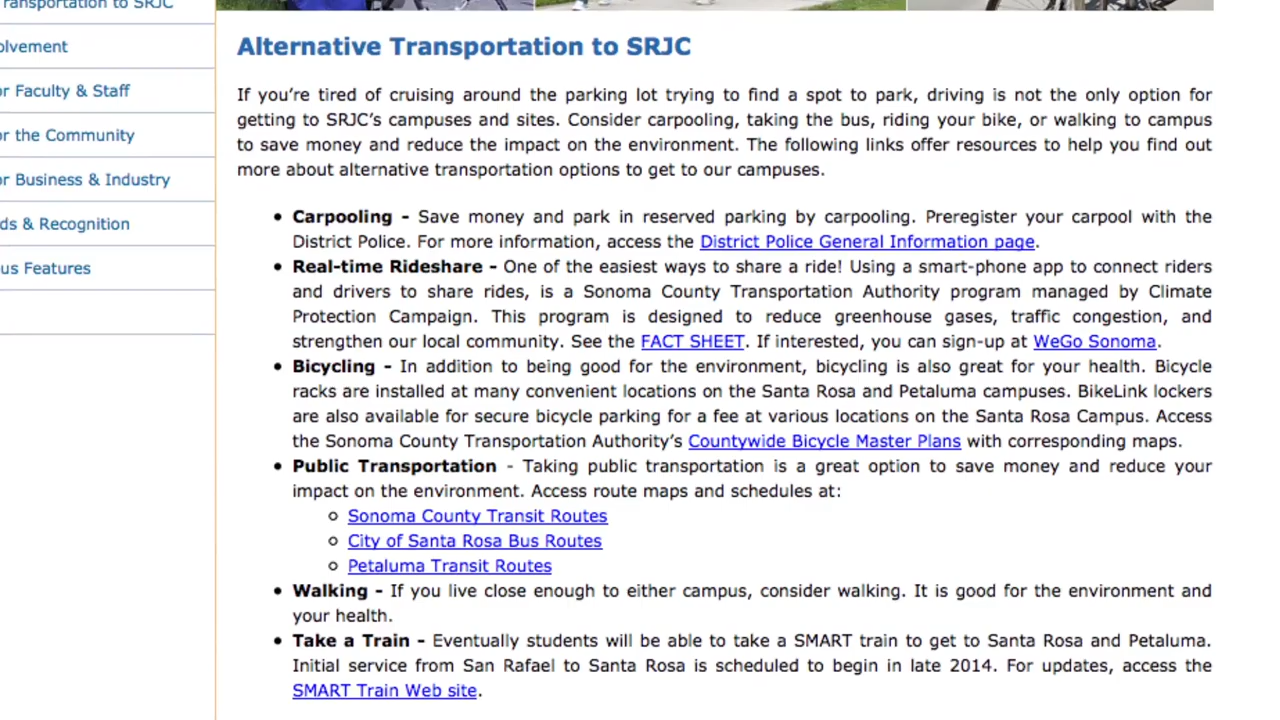 ransportation to SRJC
olvement
or Faculty & Staff
or the Community
or Business & Industry
ds & Recognition
us Features
Alternative Transportation to SRJC
If you’re tired of cruising around the parking lot trying to find a spot to park, driving is not the only option for
getting to SRJC’s campuses and sites. Consider carpooling, taking the bus, riding your bike, or walking to campus
to save money and reduce the impact on the environment. The following links offer resources to help you find out
more about alternative transportation options to get to our campuses.
• Carpooling - Save money and park in reserved parking by carpooling. Preregister your carpool with the
District Police. For more information, access the District Police General Information page.
• Real-time Rideshare - One of the easiest ways to share a ride! Using a smart-phone app to connect riders
and drivers to share rides, is a Sonoma County Transportation Authority program managed by Climate
Protection Campaign. This program is designed to reduce greenhouse gases, traffic congestion, and
strengthen our local community. See the FACT SHEET. If interested, you can sign-up at WeGo Sonoma.
• Bicycling - In addition to being good for the environment, bicycling is also great for your health. Bicycle
racks are installed at many convenient locations on the Santa Rosa and Petaluma campuses. BikeLink lockers
are also available for secure bicycle parking for a fee at various locations on the Santa Rosa Campus. Access
the Sonoma County Transportation Authority’s Countywide Bicycle Master Plans with corresponding maps.
• Public Transportation - Taking public transportation is a great option to save money and reduce your
impact on the environment. Access route maps and schedules at:
○ Sonoma County Transit Routes
○ City of Santa Rosa Bus Routes
○ Petaluma Transit Routes
• Walking - If you live close enough to either campus, consider walking. It is good for the environment and
your health.
• Take a Train - Eventually students will be able to take a SMART train to get to Santa Rosa and Petaluma.
Initial service from San Rafael to Santa Rosa is scheduled to begin in late 2014. For updates, access the
SMART Train Web site.